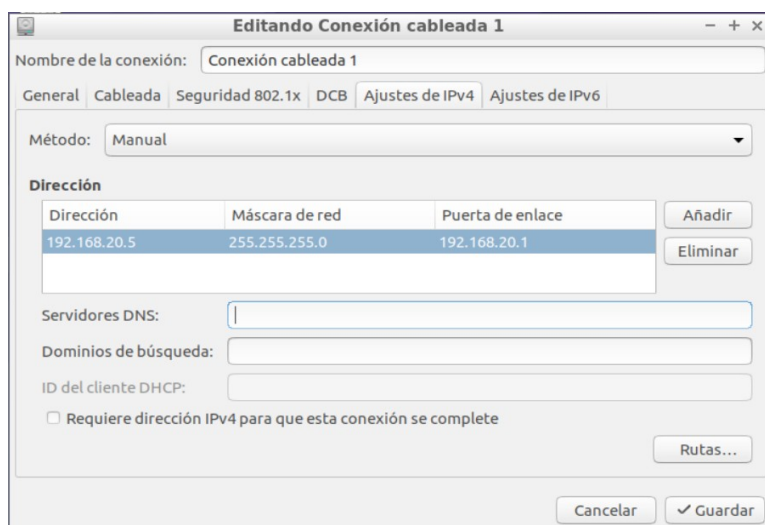 Editando Conexión cableada 1
Nombre de la conexión: Conexión cableada 1
General Cableada Seguridad 802.1x DCB Ajustes de IPv4 Ajustes de IPv6
Método: Manual
Dirección
Dirección Máscara de red Puerta de enlace Añadir
192.168.20.5 255.255.255.0 192.168.20.1 Eliminar
Servidores DNS:
Dominios de búsqueda:
ID del cliente DHCP:
Requiere dirección IPv4 para que esta conexión se complete
Rutas...
Cancelar Guardar